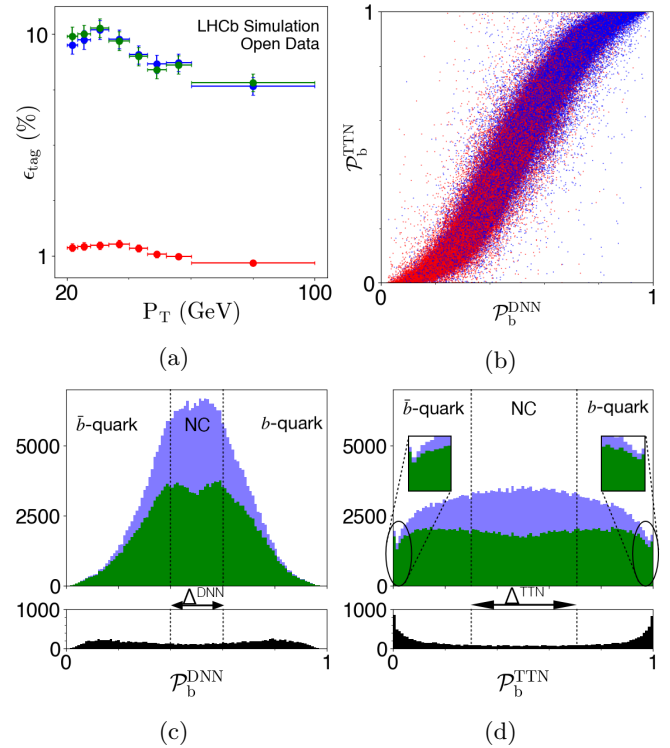 10
LHCb Simulation
Open Data
ϵ_tag (%)
1
20
100
P_T (GeV)
(a)
1
𝒫_b^TTN
0
0
1
𝒫_b^DNN
(b)
b̄-quark
NC
b-quark
5000
2500
0
Δ^DNN
1000
0
0
1
𝒫_b^DNN
(c)
b̄-quark
NC
b-quark
5000
2500
0
Δ^TTN
1000
0
0
1
𝒫_b^TTN
(d)